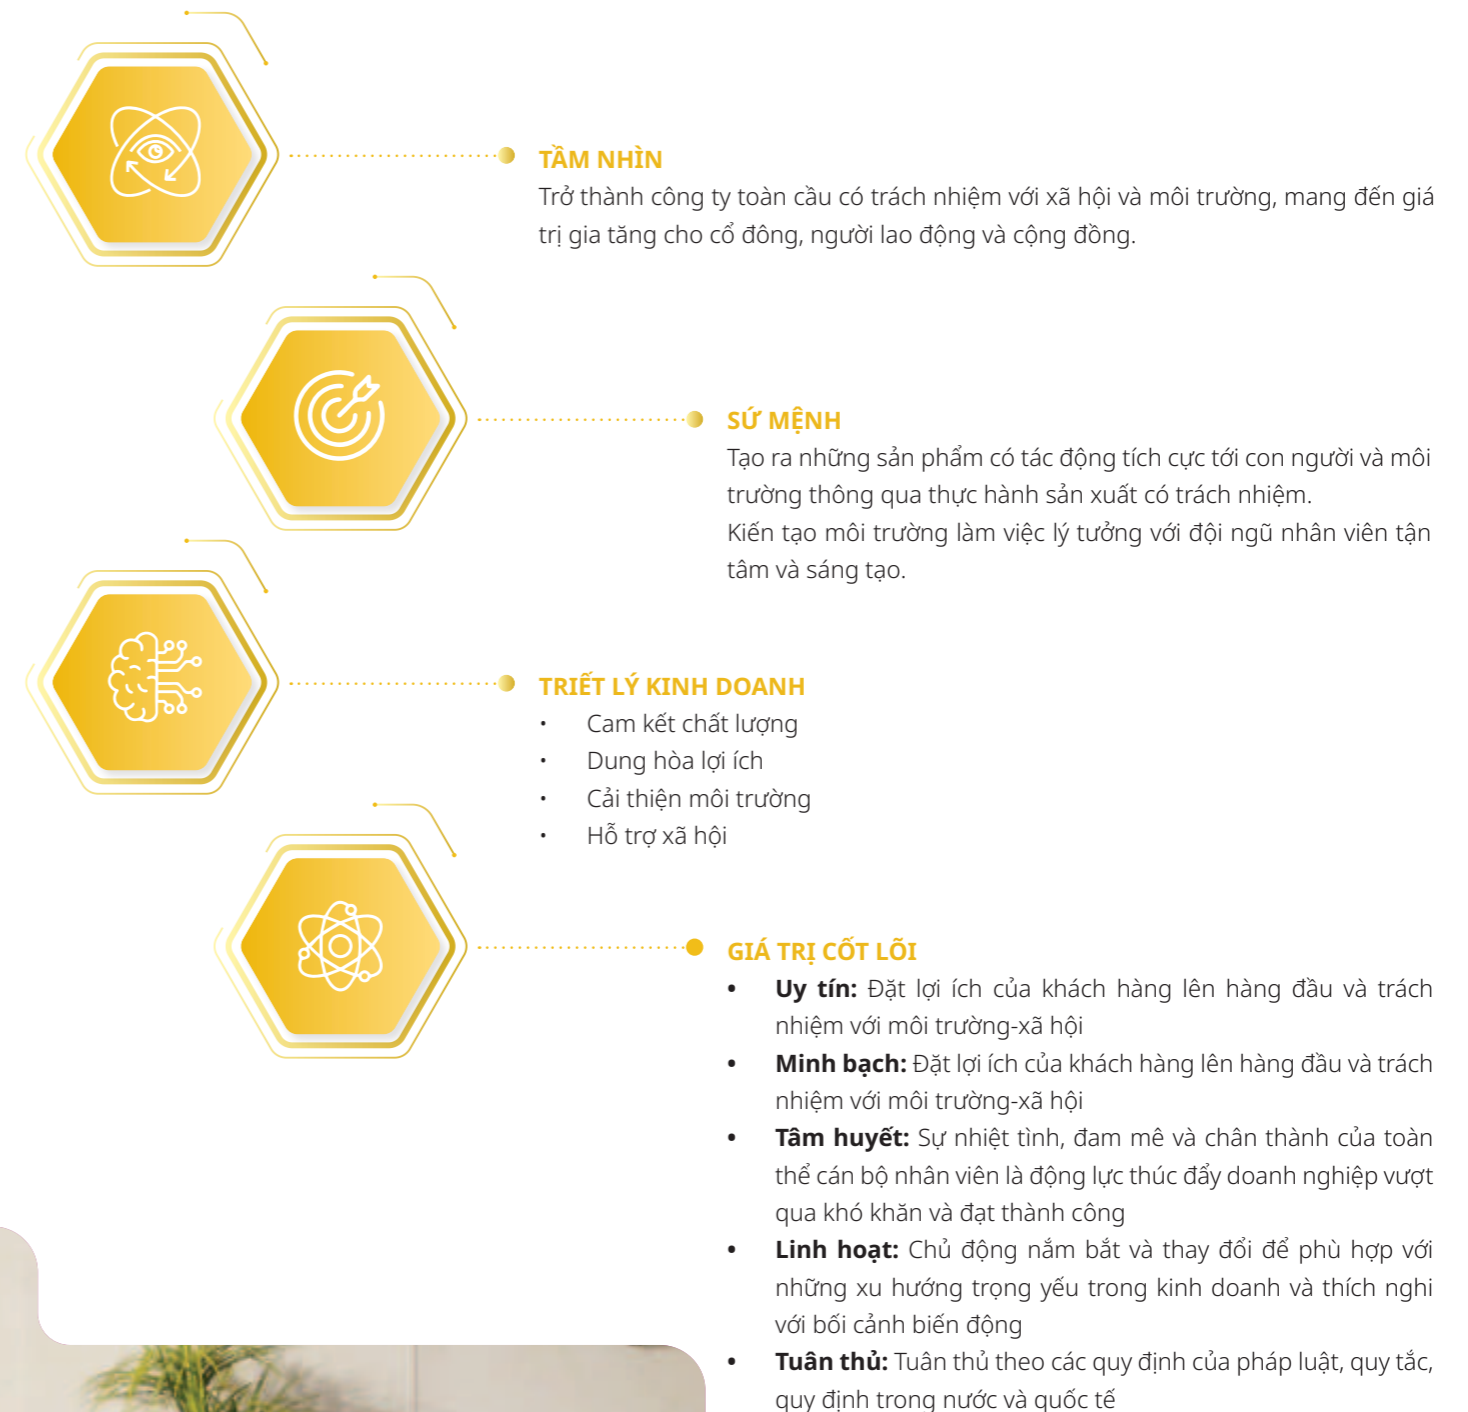 TẦM NHÌN
Trở thành công ty toàn cầu có trách nhiệm với xã hội và môi trường, mang đến giá
trị gia tăng cho cổ đông, người lao động và cộng đồng.
SỨ MỆNH
Tạo ra những sản phẩm có tác động tích cực tới con người và môi
trường thông qua thực hành sản xuất có trách nhiệm.
Kiến tạo môi trường làm việc lý tưởng với đội ngũ nhân viên tận
tâm và sáng tạo.
TRIẾT LÝ KINH DOANH
• Cam kết chất lượng
• Dung hòa lợi ích
• Cải thiện môi trường
• Hỗ trợ xã hội
GIÁ TRỊ CỐT LÕI
• Uy tín: Đặt lợi ích của khách hàng lên hàng đầu và trách
nhiệm với môi trường-xã hội
• Minh bạch: Đặt lợi ích của khách hàng lên hàng đầu và trách
nhiệm với môi trường-xã hội
• Tâm huyết: Sự nhiệt tình, đam mê và chân thành của toàn
thể cán bộ nhân viên là động lực thúc đẩy doanh nghiệp vượt
qua khó khăn và đạt thành công
• Linh hoạt: Chủ động nắm bắt và thay đổi để phù hợp với
những xu hướng trọng yếu trong kinh doanh và thích nghi
với bối cảnh biến động
• Tuân thủ: Tuân thủ theo các quy định của pháp luật, quy tắc,
quy định trong nước và quốc tế